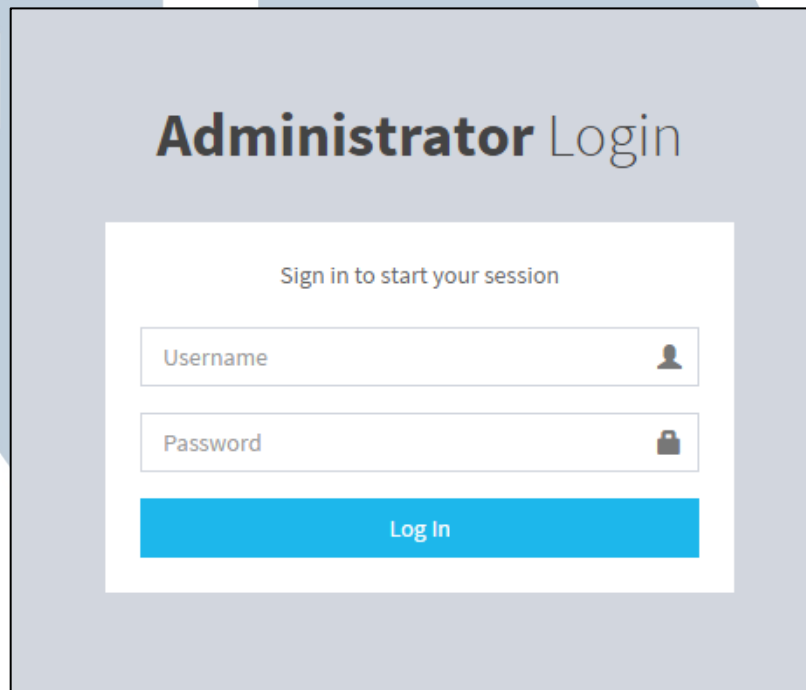 Administrator Login
Sign in to start your session
Username
Password
Log In